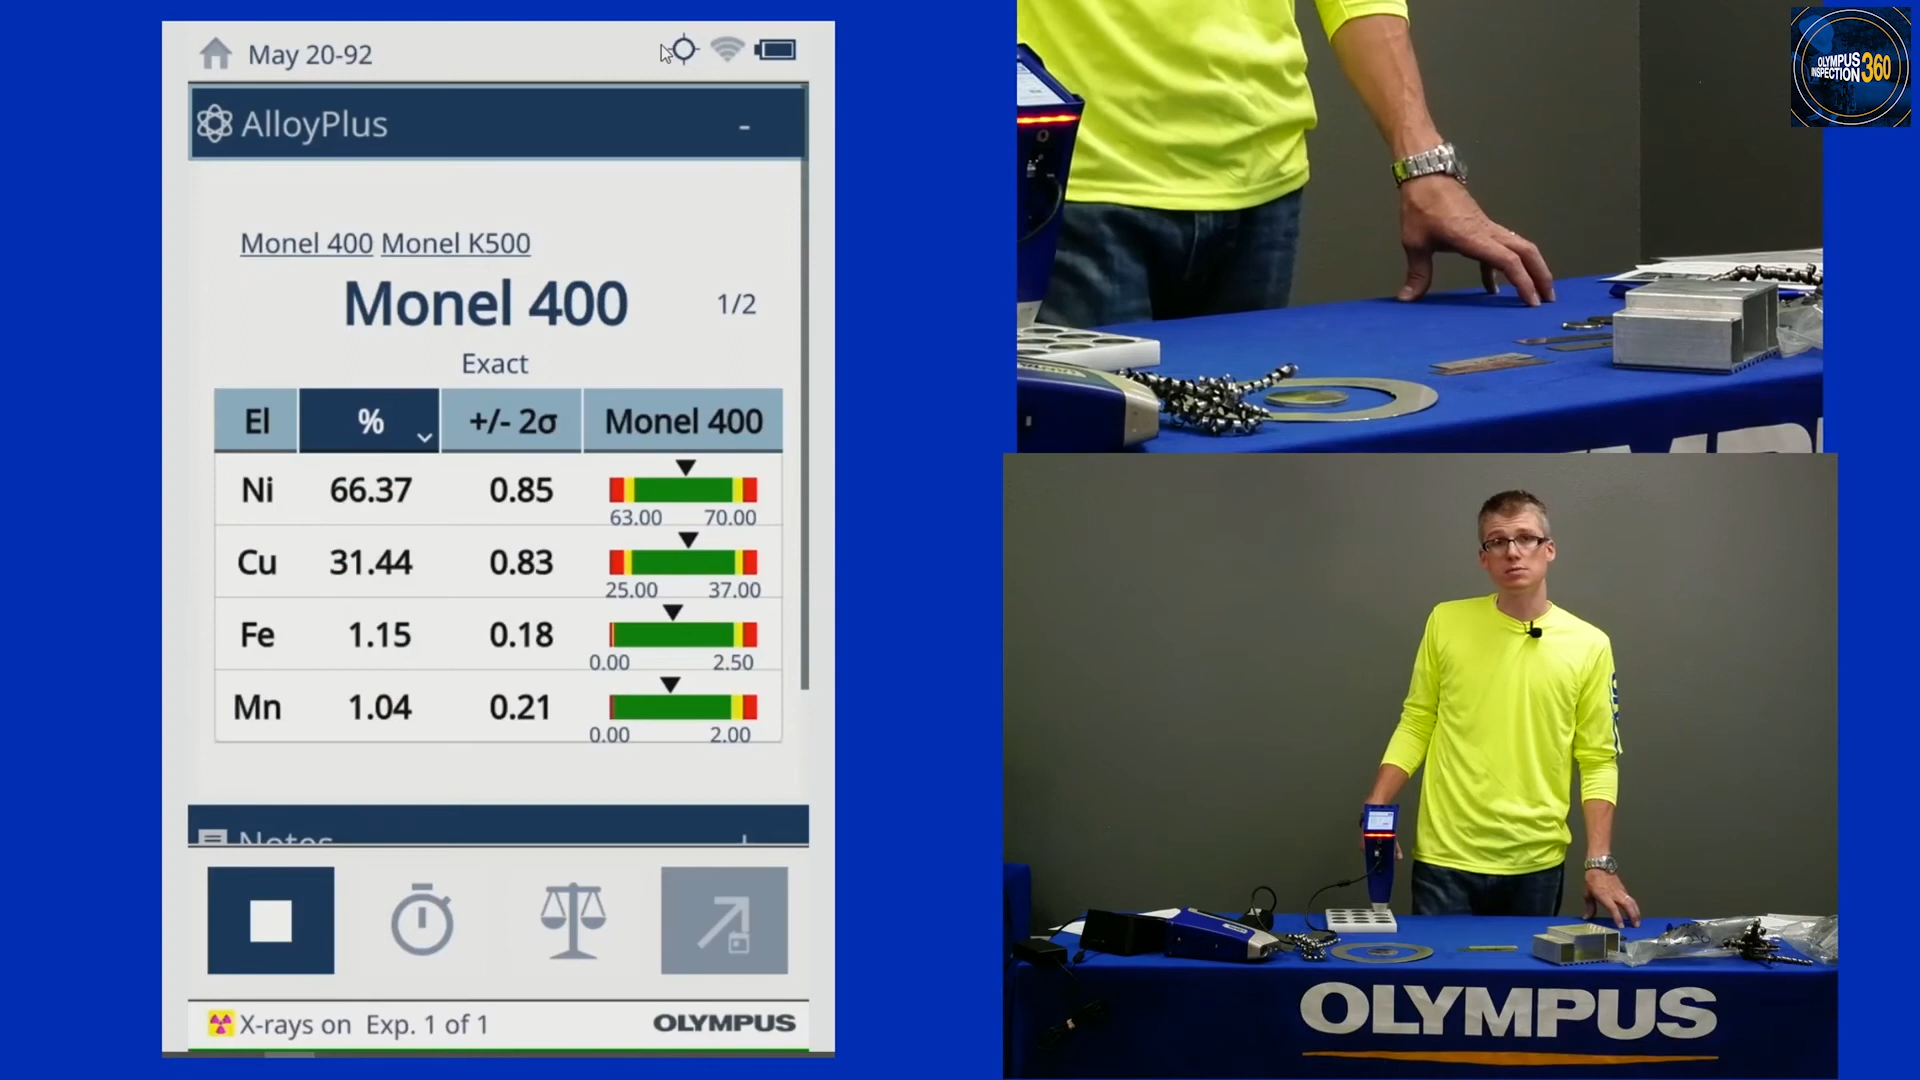 May 20-92
AlloyPlus
-
Monel 400 Monel K500
Monel 400
1/2
Exact
El % +/- 2σ Monel 400
Ni 66.37 0.85
63.00 70.00
Cu 31.44 0.83
25.00 37.00
Fe 1.15 0.18
0.00 2.50
Mn 1.04 0.21
0.00 2.00
Notes
X-rays on Exp. 1 of 1
OLYMPUS
OLYMPUS
INSPECTION 360
OLYMPUS